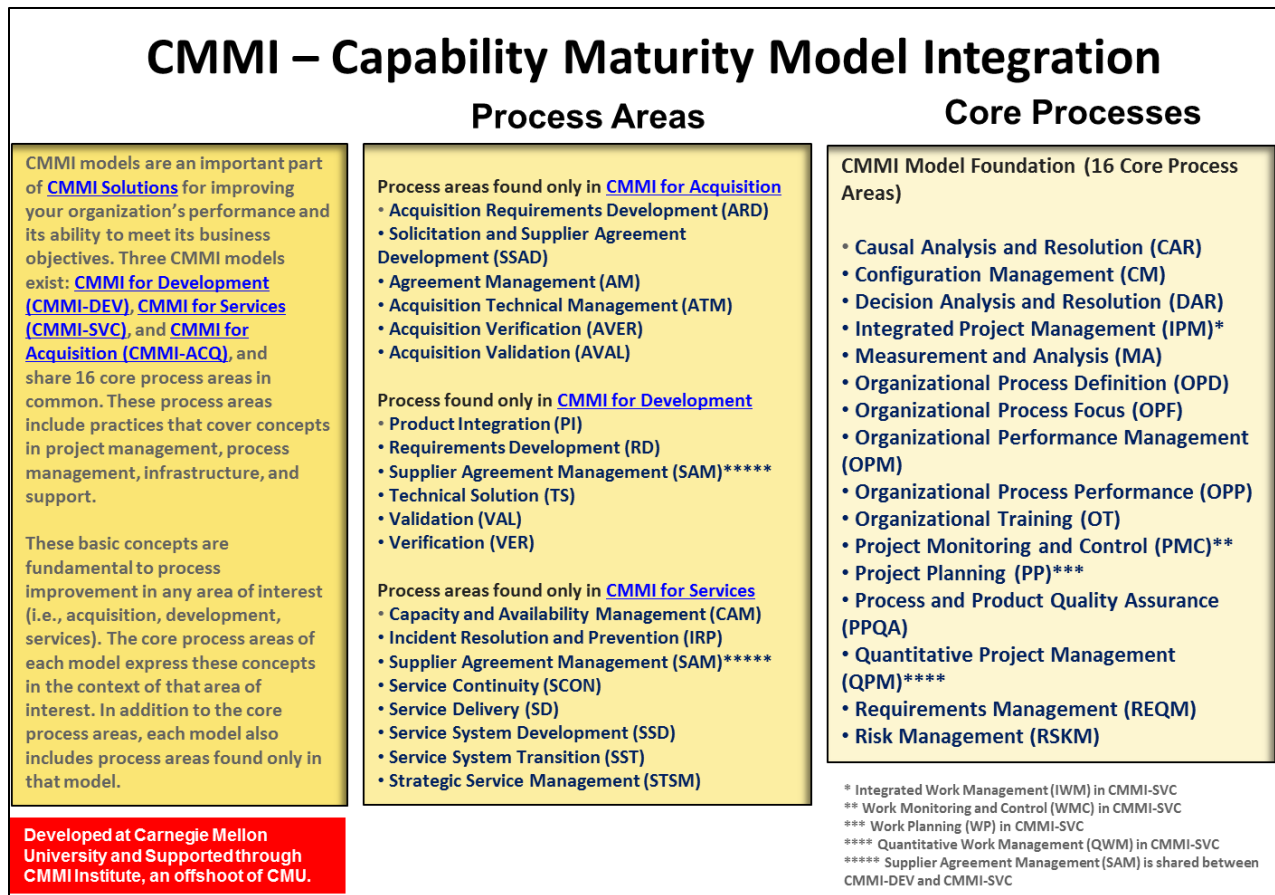 CMMI – Capability Maturity Model Integration
Process Areas
Core Processes
CMMI models are an important part
of CMMI Solutions for improving
your organization's performance and
its ability to meet its business
objectives. Three CMMI models
exist: CMMI for Development
(CMMI-DEV), CMMI for Services
(CMMI-SVC), and CMMI for
Acquisition (CMMI-ACQ), and
share 16 core process areas in
common. These process areas
include practices that cover concepts
in project management, process
management, infrastructure, and
support.
These basic concepts are
fundamental to process
improvement in any area of interest
(i.e., acquisition, development,
services). The core process areas of
each model express these concepts
in the context of that area of
interest. In addition to the core
process areas, each model also
includes process areas found only in
that model.
Developed at Carnegie Mellon
University and Supported through
CMMI Institute, an offshoot of CMU.
Process areas found only in CMMI for Acquisition
• Acquisition Requirements Development (ARD)
• Solicitation and Supplier Agreement
Development (SSAD)
• Agreement Management (AM)
• Acquisition Technical Management (ATM)
• Acquisition Verification (AVER)
• Acquisition Validation (AVAL)
Process found only in CMMI for Development
• Product Integration (PI)
• Requirements Development (RD)
• Supplier Agreement Management (SAM)*****
• Technical Solution (TS)
• Validation (VAL)
• Verification (VER)
Process areas found only in CMMI for Services
• Capacity and Availability Management (CAM)
• Incident Resolution and Prevention (IRP)
• Supplier Agreement Management (SAM)*****
• Service Continuity (SCON)
• Service Delivery (SD)
• Service System Development (SSD)
• Service System Transition (SST)
• Strategic Service Management (STSM)
CMMI Model Foundation (16 Core Process
Areas)
• Causal Analysis and Resolution (CAR)
• Configuration Management (CM)
• Decision Analysis and Resolution (DAR)
• Integrated Project Management (IPM)*
• Measurement and Analysis (MA)
• Organizational Process Definition (OPD)
• Organizational Process Focus (OPF)
• Organizational Performance Management
(OPM)
• Organizational Process Performance (OPP)
• Organizational Training (OT)
• Project Monitoring and Control (PMC)**
• Project Planning (PP)***
• Process and Product Quality Assurance
(PPQA)
• Quantitative Project Management
(QPM)****
• Requirements Management (REQM)
• Risk Management (RSKM)
* Integrated Work Management (IWM) in CMMI-SVC
** Work Monitoring and Control (WMC) in CMMI-SVC
*** Work Planning (WP) in CMMI-SVC
**** Quantitative Work Management (QWM) in CMMI-SVC
***** Supplier Agreement Management (SAM) is shared between
CMMI-DEV and CMMI-SVC